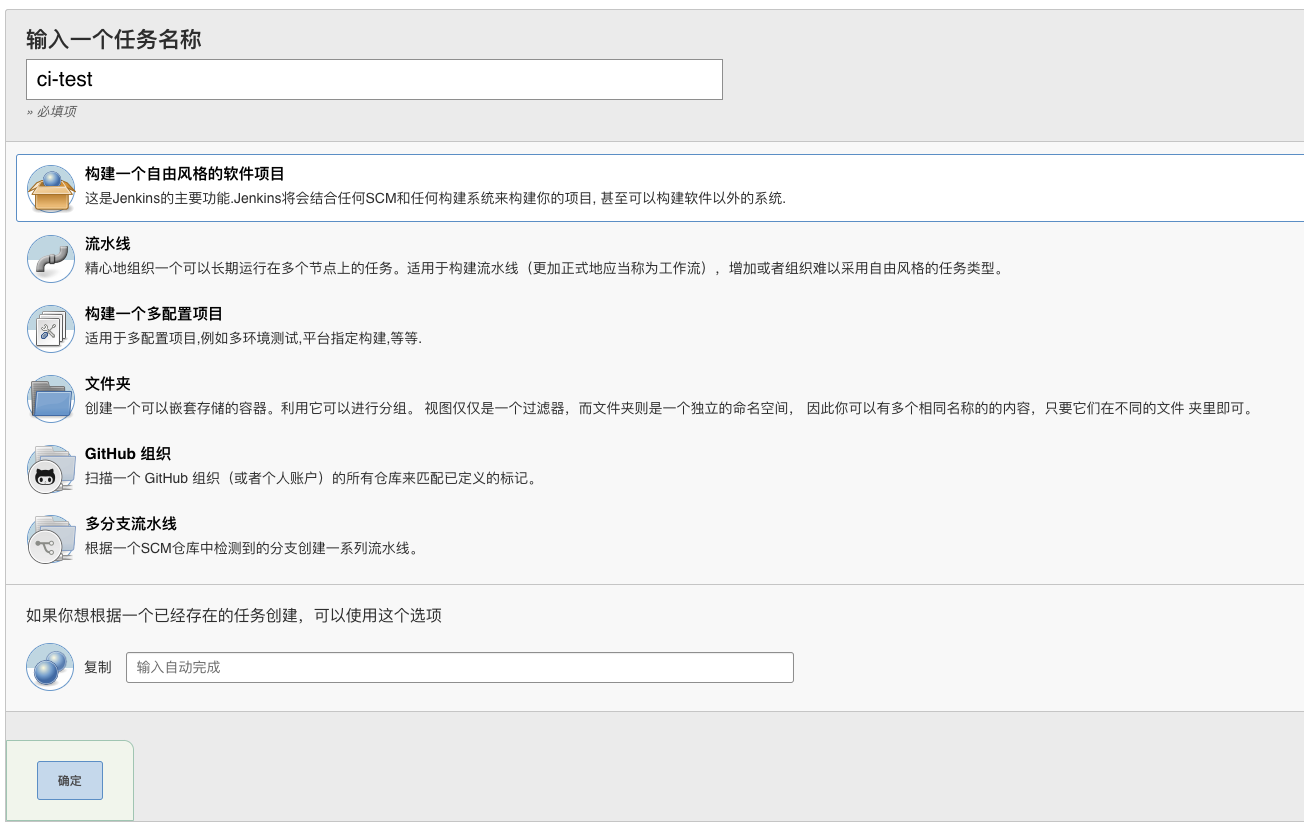 输入一个任务名称
ci-test
» 必填项
构建一个自由风格的软件项目
这是Jenkins的主要功能.Jenkins将会结合任何SCM和任何构建系统来构建你的项目, 甚至可以构建软件以外的系统.
流水线
精心地组织一个可以长期运行在多个节点上的任务。适用于构建流水线（更加正式地应当称为工作流），增加或者组织难以采用自由风格的任务类型。
构建一个多配置项目
适用于多配置项目,例如多环境测试,平台指定构建,等等.
文件夹
创建一个可以嵌套存储的容器。利用它可以进行分组。 视图仅仅是一个过滤器，而文件夹则是一个独立的命名空间， 因此你可以有多个相同名称的的内容，只要它们在不同的文件 夹里即可。
GitHub 组织
扫描一个 GitHub 组织（或者个人账户）的所有仓库来匹配已定义的标记。
多分支流水线
根据一个SCM仓库中检测到的分支创建一系列流水线。
如果你想根据一个已经存在的任务创建，可以使用这个选项
复制 输入自动完成
确定